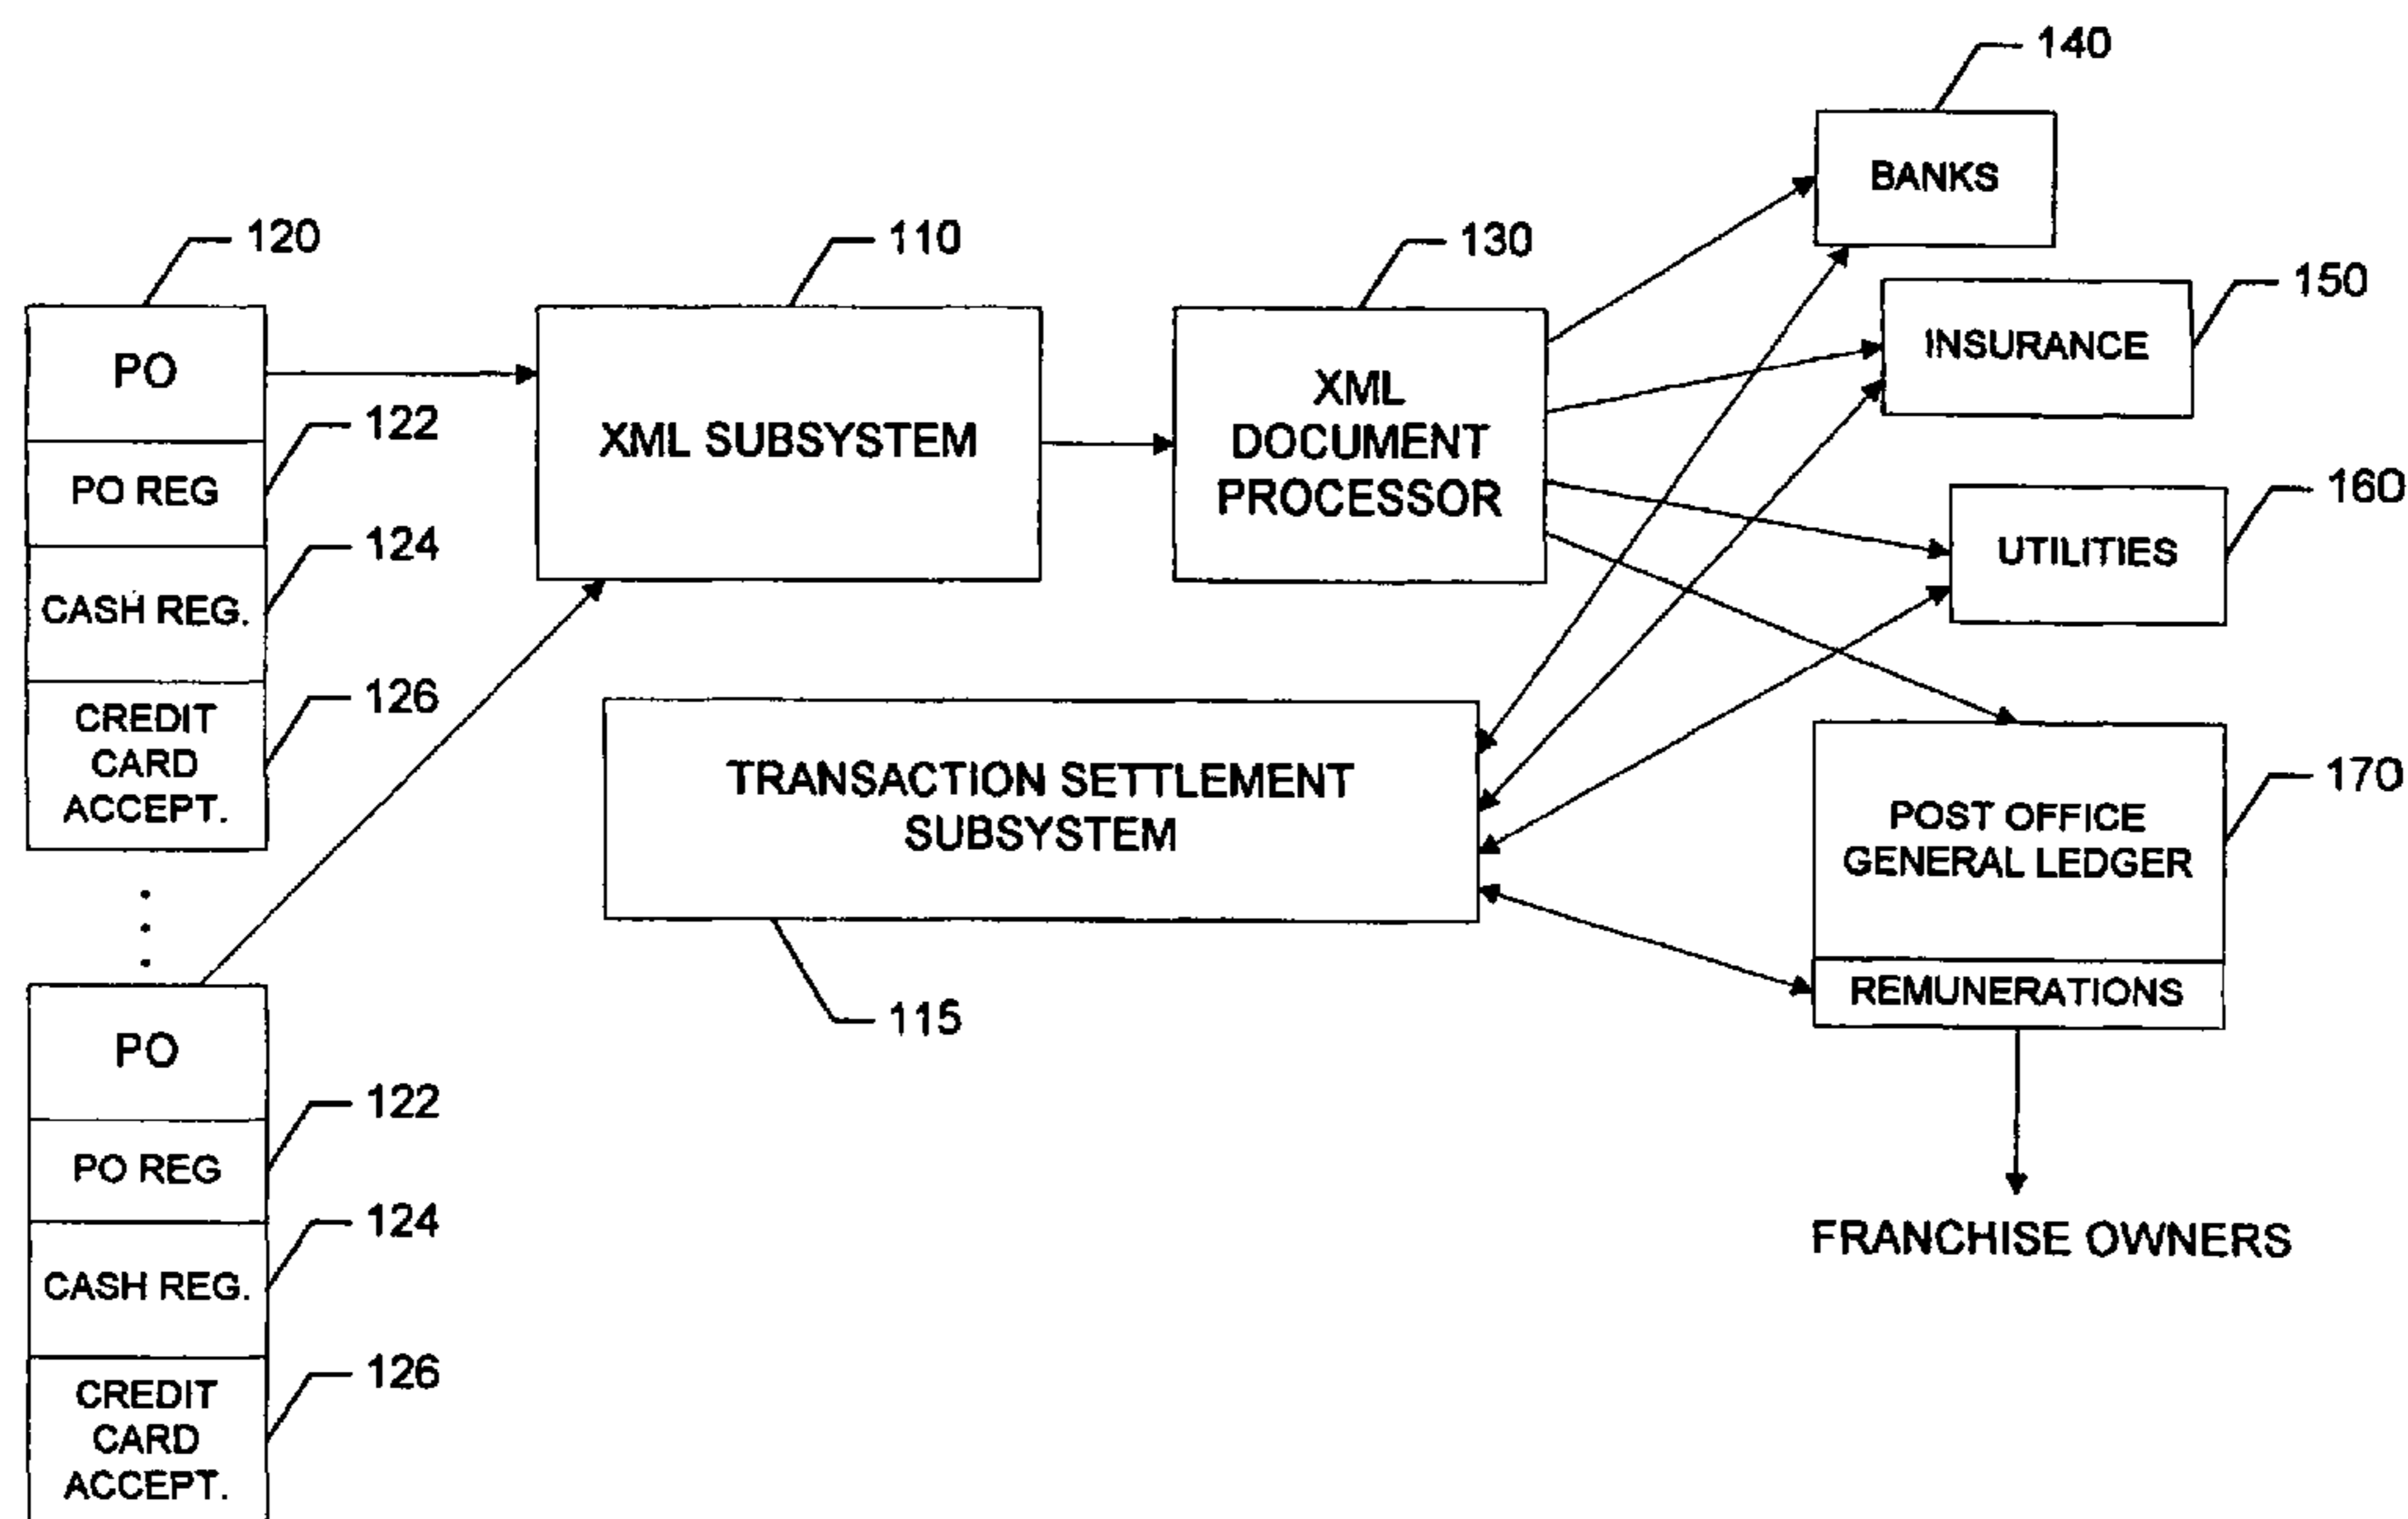 140
BANKS
120
110
130
150
INSURANCE
PO
XML SUBSYSTEM
XML
DOCUMENT
PROCESSOR
122
PO REG
160
UTILITIES
124
CASH REG.
126
CREDIT
CARD
ACCEPT.
TRANSACTION SETTLEMENT
SUBSYSTEM
115
170
POST OFFICE
GENERAL LEDGER
REMUNERATIONS
FRANCHISE OWNERS
PO
122
PO REG
124
CASH REG.
126
CREDIT
CARD
ACCEPT.